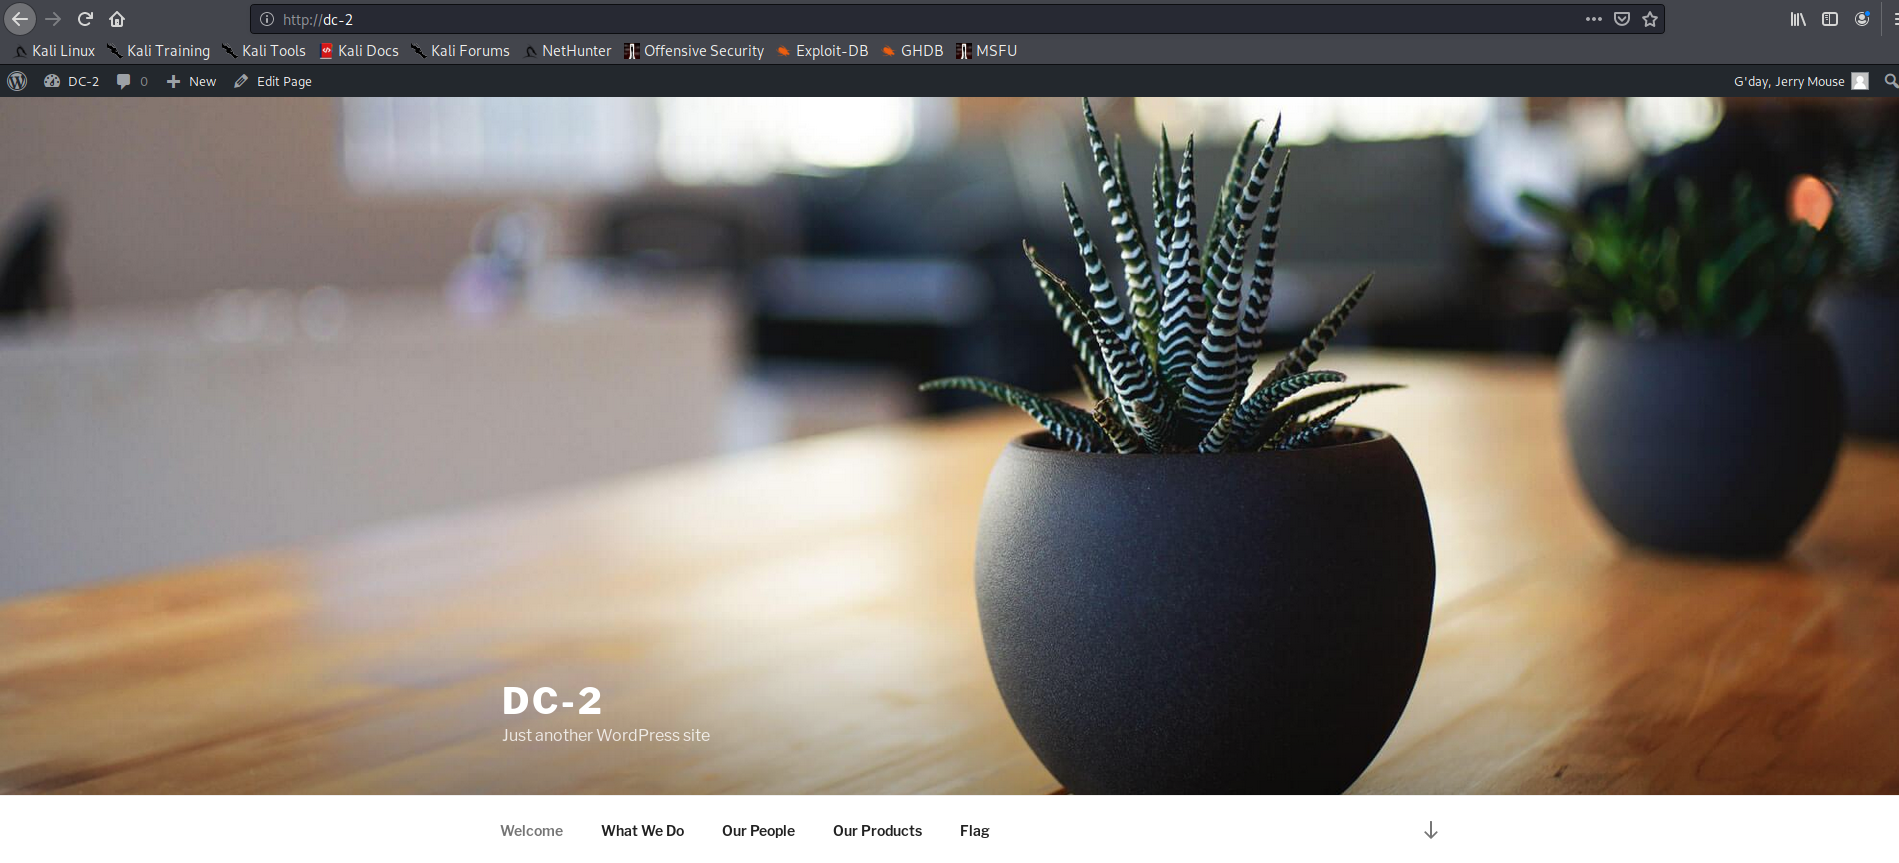 http://dc-2
Kali Linux Kali Training Kali Tools Kali Docs Kali Forums NetHunter Offensive Security Exploit-DB GHDB MSFU
DC-2 0 New Edit Page G'day, Jerry Mouse
DC-2
Just another WordPress site
Welcome What We Do Our People Our Products Flag